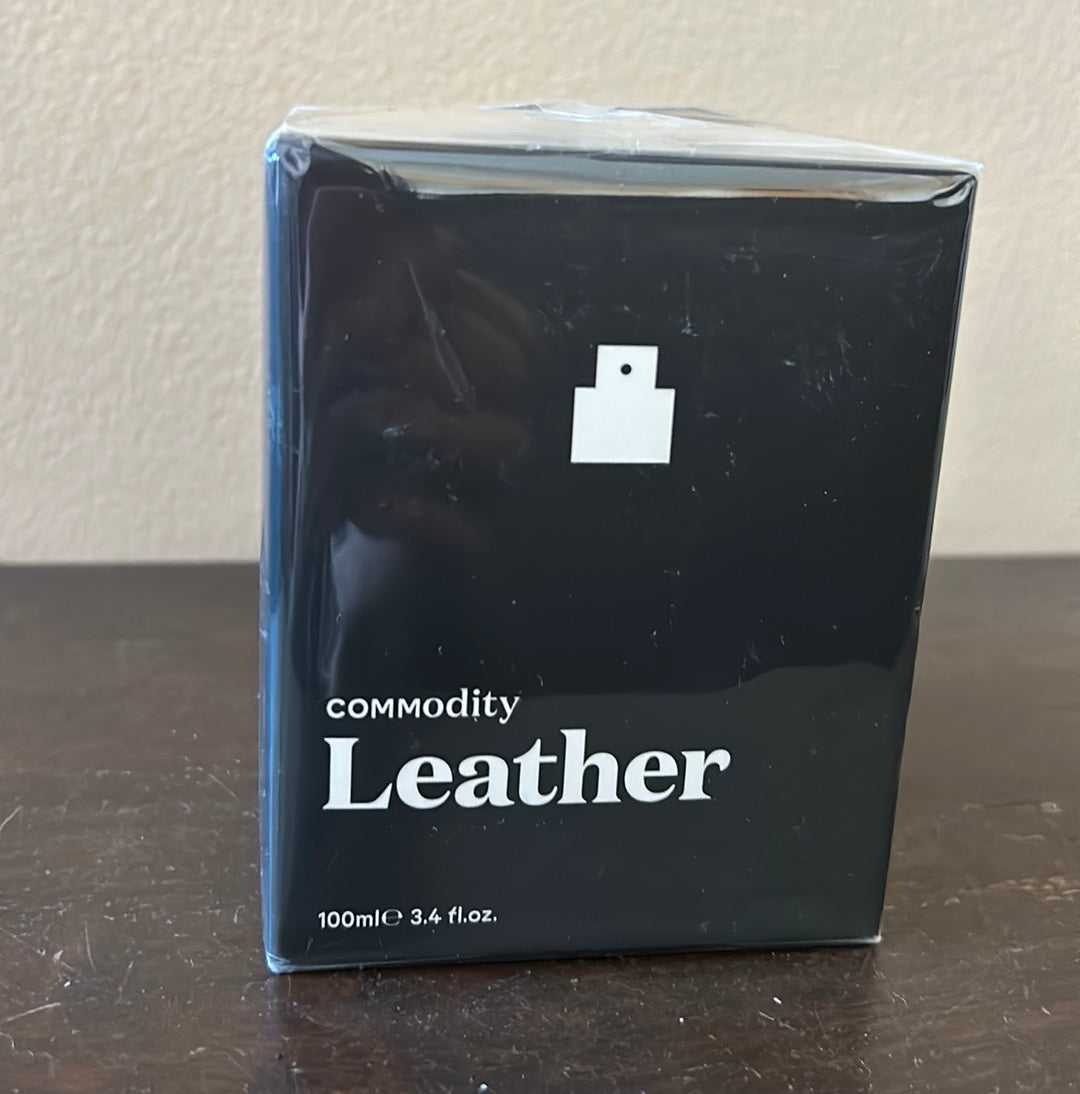 COMModity
Leather
100ml℮ 3.4 fl.oz.